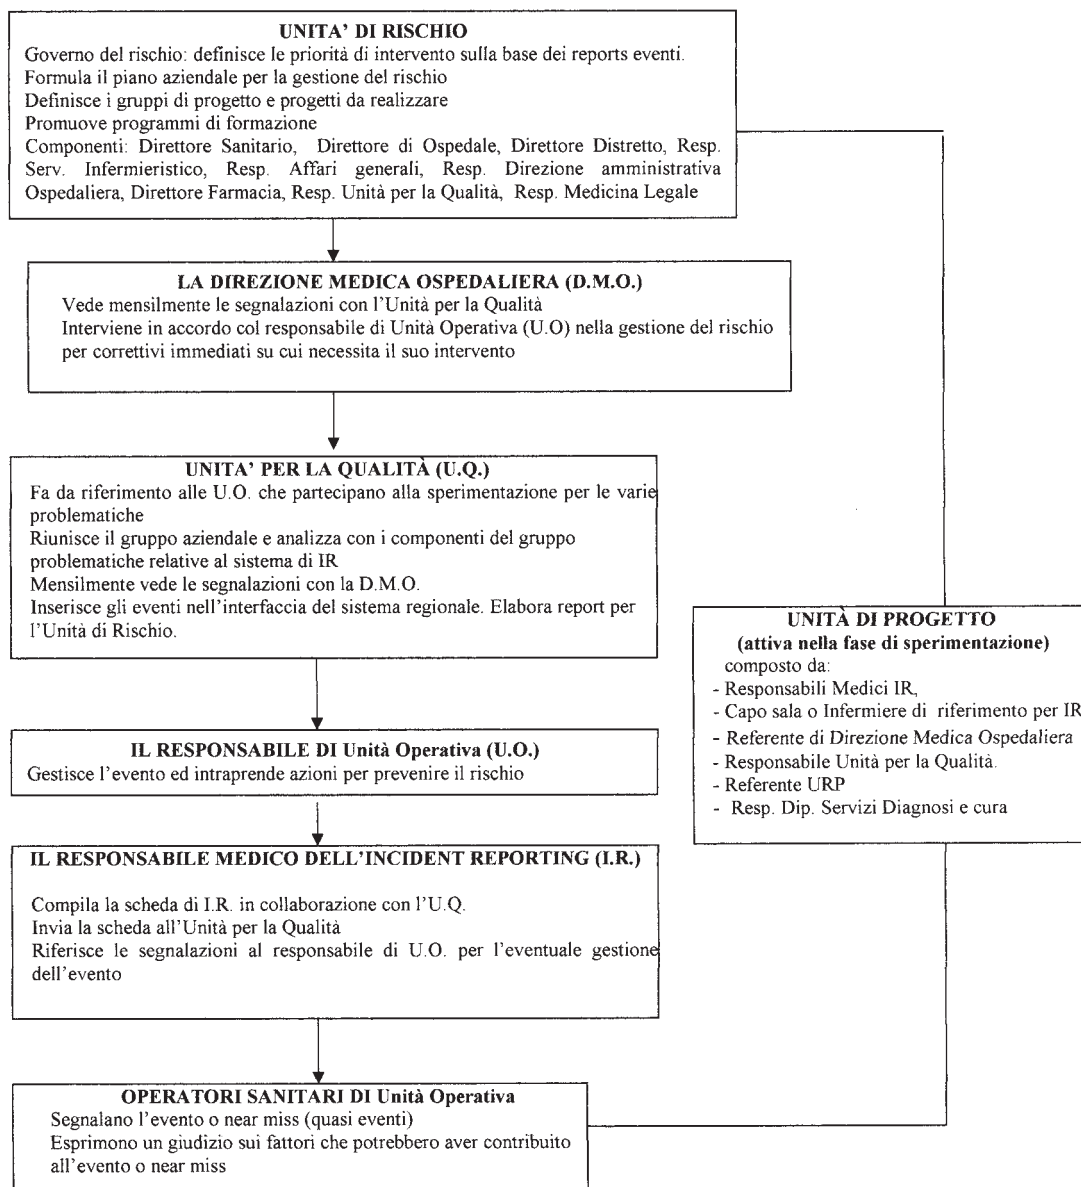 UNITA' DI RISCHIO
Governo del rischio: definisce le priorità di intervento sulla base dei reports eventi.
Formula il piano aziendale per la gestione del rischio
Definisce i gruppi di progetto e progetti da realizzare
Promuove programmi di formazione
Componenti: Direttore Sanitario, Direttore di Ospedale, Direttore Distretto, Resp.
Serv. Infermieristico, Resp. Affari generali, Resp. Direzione amministrativa
Ospedaliera, Direttore Farmacia, Resp. Unità per la Qualità, Resp. Medicina Legale
LA DIREZIONE MEDICA OSPEDALIERA (D.M.O.)
Vede mensilmente le segnalazioni con l'Unità per la Qualità
Interviene in accordo col responsabile di Unità Operativa (U.O) nella gestione del rischio
per correttivi immediati su cui necessita il suo intervento
UNITA' PER LA QUALITÀ (U.Q.)
Fa da riferimento alle U.O. che partecipano alla sperimentazione per le varie
problematiche
Riunisce il gruppo aziendale e analizza con i componenti del gruppo
problematiche relative al sistema di IR
Mensilmente vede le segnalazioni con la D.M.O.
Inserisce gli eventi nell'interfaccia del sistema regionale. Elabora report per
l'Unità di Rischio.
IL RESPONSABILE DI Unità Operativa (U.O.)
Gestisce l'evento ed intraprende azioni per prevenire il rischio
IL RESPONSABILE MEDICO DELL'INCIDENT REPORTING (I.R.)
Compila la scheda di I.R. in collaborazione con l'U.Q.
Invia la scheda all'Unità per la Qualità
Riferisce le segnalazioni al responsabile di U.O. per l'eventuale gestione
dell'evento
OPERATORI SANITARI DI Unità Operativa
Segnalano l'evento o near miss (quasi eventi)
Esprimono un giudizio sui fattori che potrebbero aver contribuito
all'evento o near miss
UNITÀ DI PROGETTO
(attiva nella fase di sperimentazione)
composto da:
- Responsabili Medici IR,
- Capo sala o Infermiere di riferimento per IR
- Referente di Direzione Medica Ospedaliera
- Responsabile Unità per la Qualità.
- Referente URP
- Resp. Dip. Servizi Diagnosi e cura